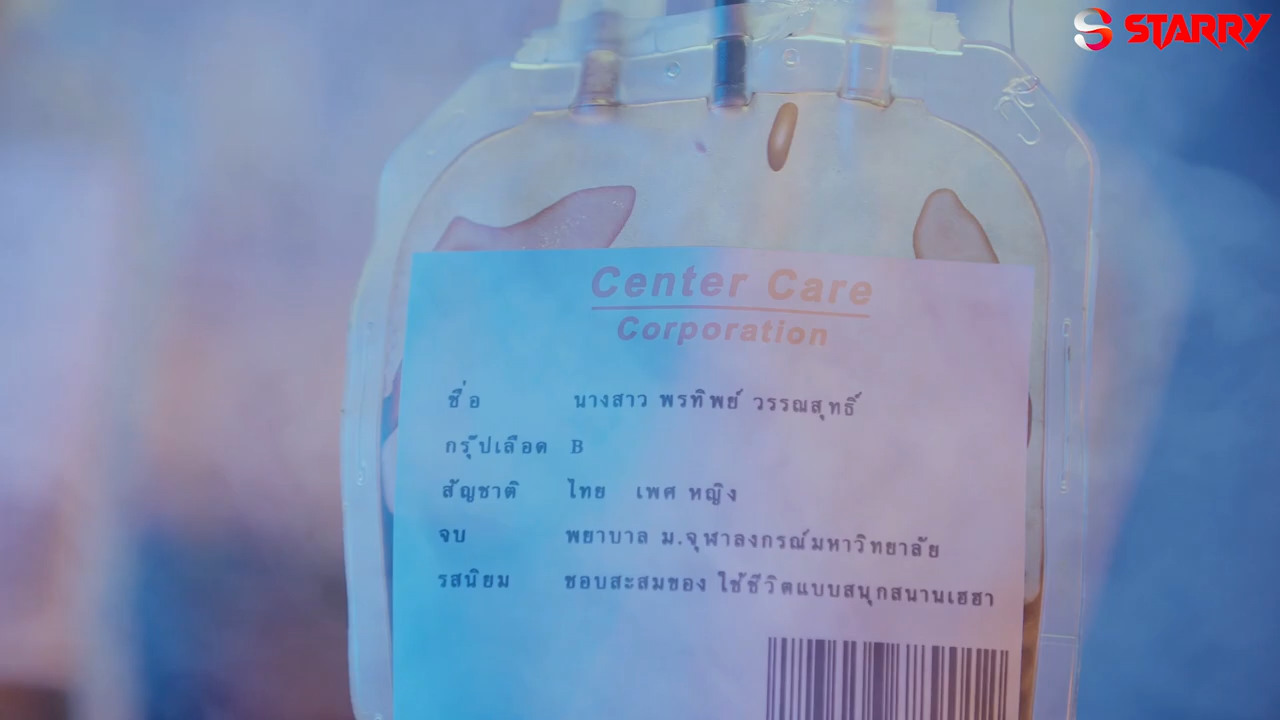 STARRY
Center Care
Corporation
ชื่อ นางสาว พรทิพย์ วรรณสุทธิ์
กรุ๊ปเลือด B
สัญชาติ ไทย เพศ หญิง
จบ พยาบาล ม.จุฬาลงกรณ์มหาวิทยาลัย
รสนิยม ชอบสะสมของ ใช้ชีวิตแบบสนุกสนานเฮฮา